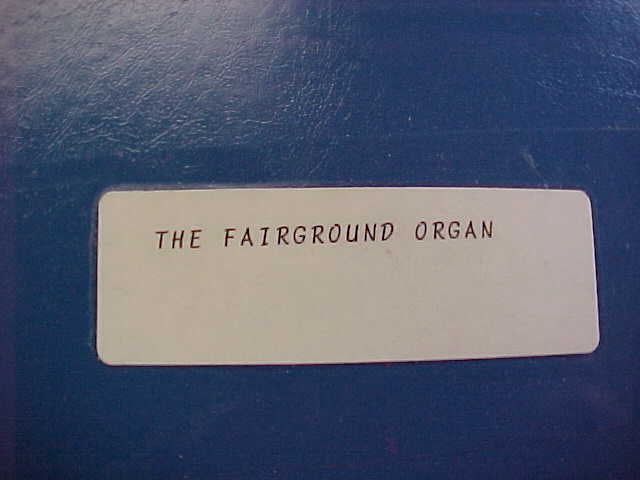 THE FAIRGROUND ORGAN